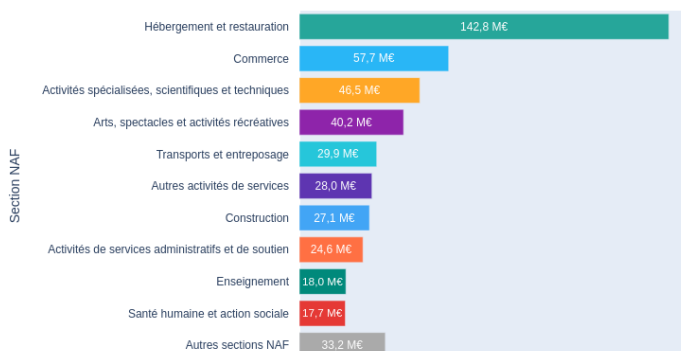 Section NAF
Hébergement et restauration 142,8 M€
Commerce 57,7 M€
Activités spécialisées, scientifiques et techniques 46,5 M€
Arts, spectacles et activités récréatives 40,2 M€
Transports et entreposage 29,9 M€
Autres activités de services 28,0 M€
Construction 27,1 M€
Activités de services administratifs et de soutien 24,6 M€
Enseignement 18,0 M€
Santé humaine et action sociale 17,7 M€
Autres sections NAF 33,2 M€